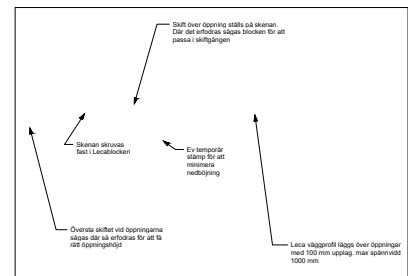 Skift över öppning ställs på skenan.
Där det erfodras sågas blocken för att
passa i skiftgången
Skenan skruvas
fast i Lecablocken
Ev temporär
stämp för att
minimera
nedböjning
Översta skiftet vid öppningarna
sågas där så erfodras för att få
rätt öppningshöjd
Leca väggprofil läggs över öppningar
med 100 mm upplag. max spännvidd
1000 mm